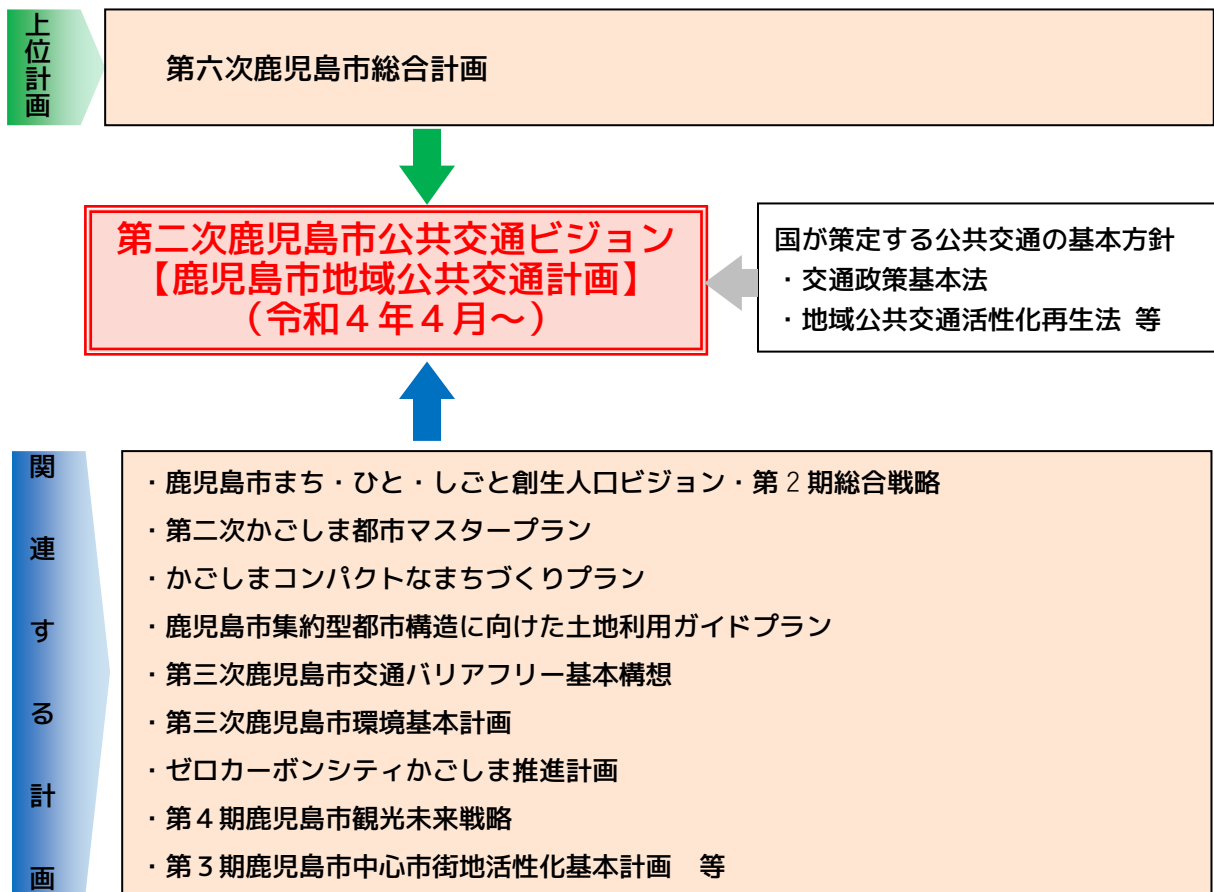 上位計画
第六次鹿児島市総合計画
第二次鹿児島市公共交通ビジョン
【鹿児島市地域公共交通計画】
（令和４年４月～）
国が策定する公共交通の基本方針
・交通政策基本法
・地域公共交通活性化再生法 等
関連する計画
・鹿児島市まち・ひと・しごと創生人口ビジョン・第2期総合戦略
・第二次かごしま都市マスタープラン
・かごしまコンパクトなまちづくりプラン
・鹿児島市集約型都市構造に向けた土地利用ガイドプラン
・第三次鹿児島市交通バリアフリー基本構想
・第三次鹿児島市環境基本計画
・ゼロカーボンシティかごしま推進計画
・第４期鹿児島市観光未来戦略
・第３期鹿児島市中心市街地活性化基本計画　等